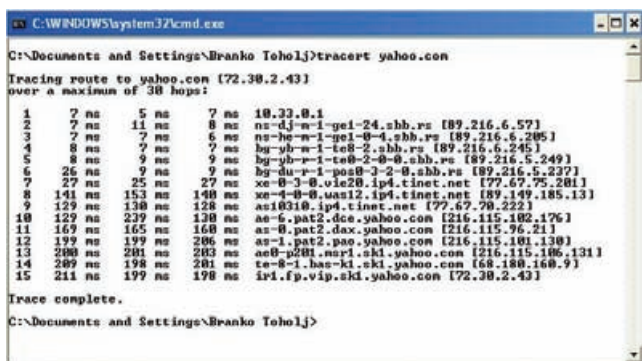 C:\WINDOWS\system32\cmd.exe
C:\Documents and Settings\Branko Toholj>tracert yahoo.com
Tracing route to yahoo.com [72.30.2.43]
over a maximum of 30 hops:
1 7 ms 5 ms 7 ms 10.33.0.1
2 7 ms 11 ms 8 ms ns-dj-m-1-ge1-24.sbb.rs [89.216.6.57]
3 7 ms 7 ms 6 ms ns-he-m-1-ge1-0-4.sbb.rs [89.216.6.205]
4 8 ms 7 ms 7 ms bg-yb-m-1-te8-2.sbb.rs [89.216.6.245]
5 8 ms 9 ms 9 ms bg-yb-r-1-te0-2-0-0.sbb.rs [89.216.5.249]
6 26 ms 9 ms 9 ms bg-du-r-1-pos0-3-2-0.sbb.rs [89.216.5.237]
7 27 ms 25 ms 27 ms xe-0-3-0.vie20.ip4.tinet.net [77.67.75.201]
8 141 ms 153 ms 140 ms xe-4-0-0.was12.ip4.tinet.net [89.149.185.13]
9 129 ms 130 ms 128 ms as10310.ip4.tinet.net [77.67.70.222]
10 129 ms 239 ms 130 ms ae-6.pat2.dce.yahoo.com [216.115.102.176]
11 169 ms 165 ms 160 ms as-0.pat2.dax.yahoo.com [216.115.96.21]
12 199 ms 199 ms 206 ms as-1.pat2.pao.yahoo.com [216.115.101.130]
13 200 ms 201 ms 203 ms ae0-p201.msr1.sk1.yahoo.com [216.115.106.131]
14 209 ms 198 ms 201 ms te-8-1.bas-k1.sk1.yahoo.com [68.180.160.9]
15 211 ms 199 ms 198 ms ir1.fp.vip.sk1.yahoo.com [72.30.2.43]
Trace complete.
C:\Documents and Settings\Branko Toholj>